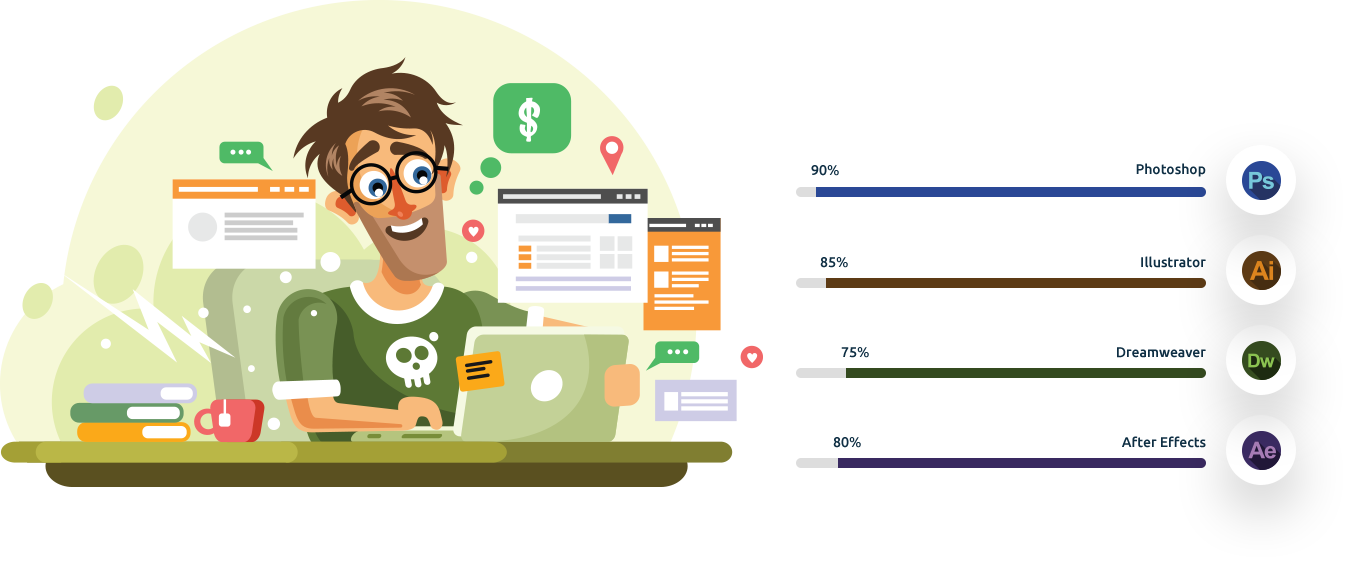 $
90% Photoshop
Ps
85% Illustrator
Ai
75% Dreamweaver
Dw
80% After Effects
Ae